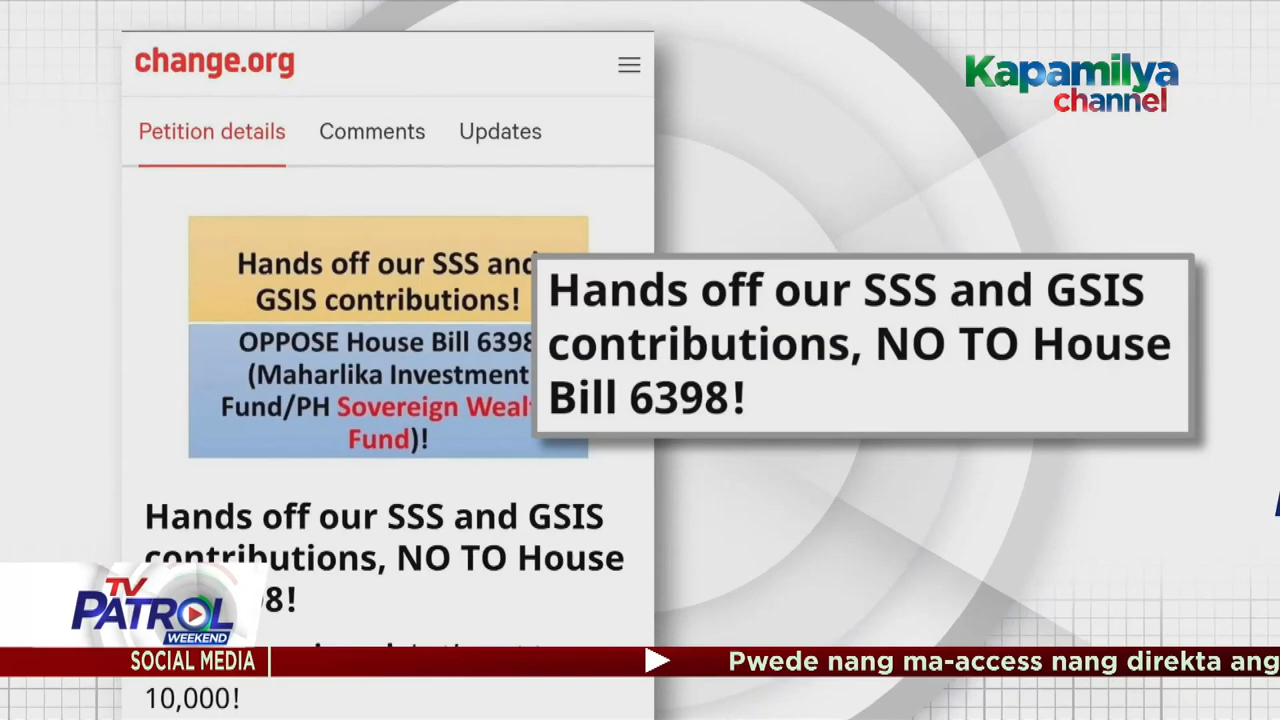 change.org
Kapamilya
channel
Petition details Comments Updates
Hands off our SSS and
GSIS contributions!
OPPOSE House Bill 6398
(Maharlika Investment
Fund/PH Sovereign Weal
Fund)!
Hands off our SSS and GSIS
contributions, NO TO House
Bill 6398!
Hands off our SSS and GSIS
contributions, NO TO House
8!
TV
PATROL
WEEKEND
SOCIAL MEDIA
Pwede nang ma-access nang direkta ang
10,000!